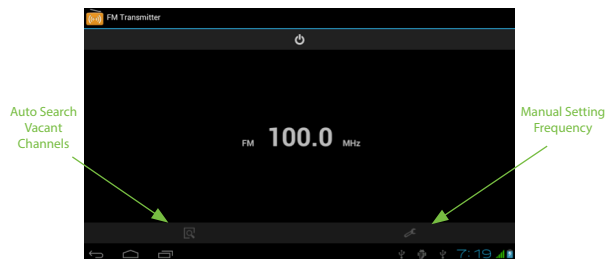 FM Transmitter
Auto Search
Vacant
Channels
Manual Setting
Frequency
FM 100.0 MHz
7:19